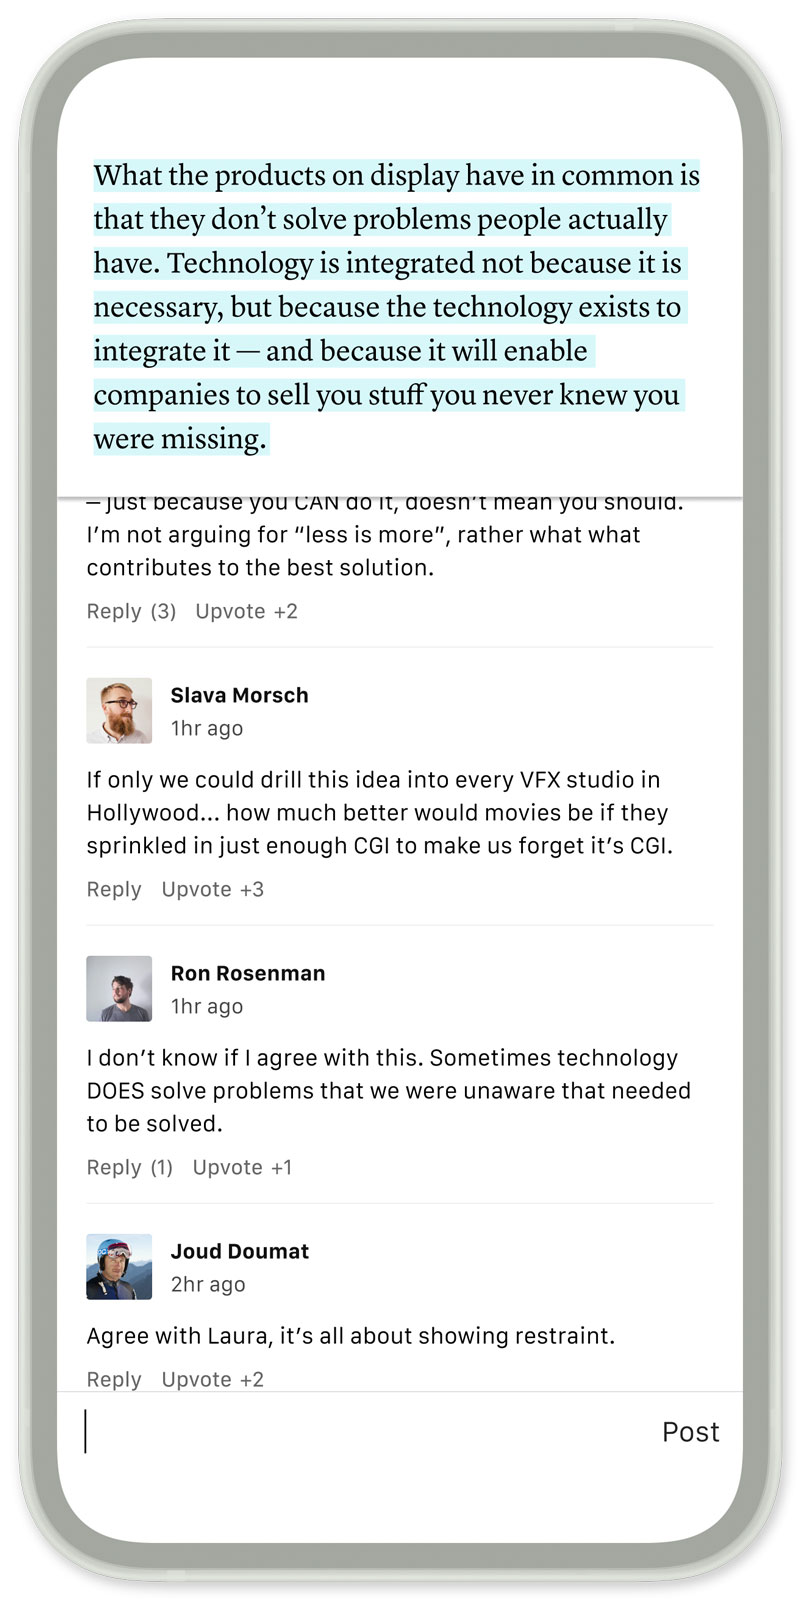 What the products on display have in common is
that they don’t solve problems people actually
have. Technology is integrated not because it is
necessary, but because the technology exists to
integrate it — and because it will enable
companies to sell you stuff you never knew you
were missing.
– just because you CAN do it, doesn’t mean you should.
I’m not arguing for “less is more”, rather what what
contributes to the best solution.
Reply (3) Upvote +2
Slava Morsch
1hr ago
If only we could drill this idea into every VFX studio in
Hollywood... how much better would movies be if they
sprinkled in just enough CGI to make us forget it’s CGI.
Reply Upvote +3
Ron Rosenman
1hr ago
I don’t know if I agree with this. Sometimes technology
DOES solve problems that we were unaware that needed
to be solved.
Reply (1) Upvote +1
Joud Doumat
2hr ago
Agree with Laura, it’s all about showing restraint.
Reply Upvote +2
Post